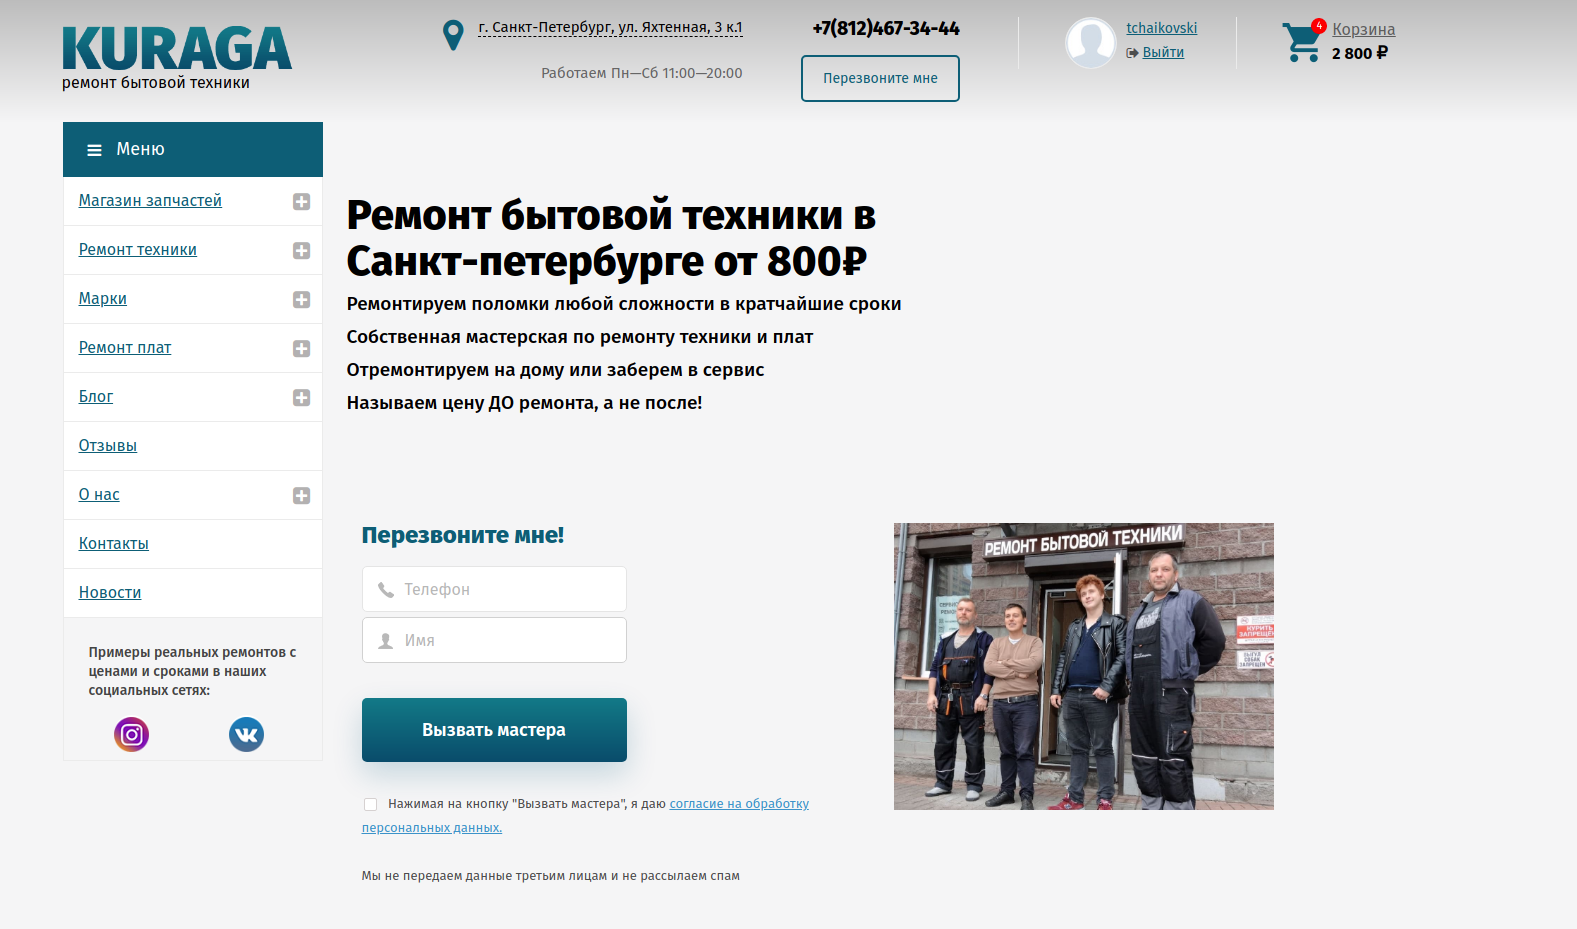 KURAGA
ремонт бытовой техники
г. Санкт-Петербург, ул. Яхтенная, 3 к.1
Работаем Пн—Сб 11:00—20:00
+7(812)467-34-44
Перезвоните мне
tchaikovski
Выйти
4
Корзина
2 800 ₽
Меню
Магазин запчастей
Ремонт техники
Марки
Ремонт плат
Блог
Отзывы
О нас
Контакты
Новости
Примеры реальных ремонтов с
ценами и сроками в наших
социальных сетях:
Ремонт бытовой техники в
Санкт-петербурге от 800₽
Ремонтируем поломки любой сложности в кратчайшие сроки
Собственная мастерская по ремонту техники и плат
Отремонтируем на дому или заберем в сервис
Называем цену ДО ремонта, а не после!
Перезвоните мне!
Телефон
Имя
Вызвать мастера
Нажимая на кнопку "Вызвать мастера", я даю согласие на обработку
персональных данных.
Мы не передаем данные третьим лицам и не рассылаем спам
РЕМОНТ БЫТОВОЙ ТЕХНИКИ
КУРИТЬ
ЗАПРЕЩЕНО
ВЫГУЛ
СОБАК
ЗАПРЕЩЕН